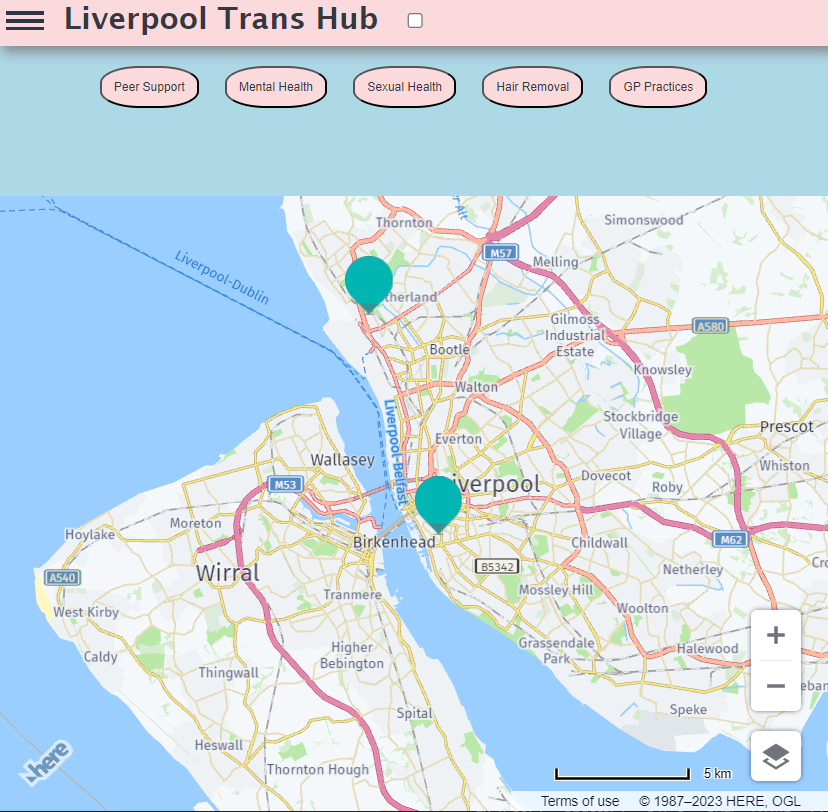 Liverpool Trans Hub
Peer Support
Mental Health
Sexual Health
Hair Removal
GP Practices
Thornton
Simonswood
M57
Melling
Liverpool-Dublin
therland
Gilmoss
Industrial
Estate
A580
Bootle
Knowsley
Walton
Liverpool-Belfast
Stockbridge
Village
Prescot
Everton
Wallasey
Whiston
M53
iverpool
Dovecot
Roby
Moreton
Hoylake
Birkenhead
Childwall
M62
Wirral
B5342
Netherley
A540
Mossley Hill
Tranmere
West Kirby
Woolton
Higher
Bebington
Grassendale
Park
Halewood
Caldy
Thingwall
Spital
Speke
Heswall
Thornton Hough
here
5 km
Terms of use
© 1987–2023 HERE, OGL